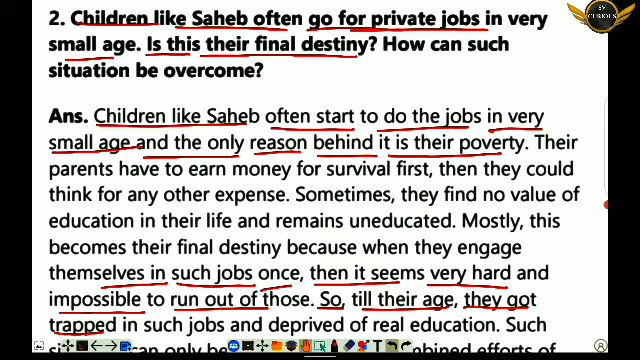 BY
CURIOUS
2. Children like Saheb often go for private jobs in very
small age. Is this their final destiny? How can such
situation be overcome?
Ans. Children like Saheb often start to do the jobs in very
small age and the only reason behind it is their poverty. Their
parents have to earn money for survival first, then they could
think for any other expense. Sometimes, they find no value of
education in their life and remains uneducated. Mostly, this
becomes their final destiny because when they engage
themselves in such jobs once, then it seems very hard and
impossible to run out of those. So, till their age, they got
trapped in such jobs and deprived of real education. Such
can only be efforts of